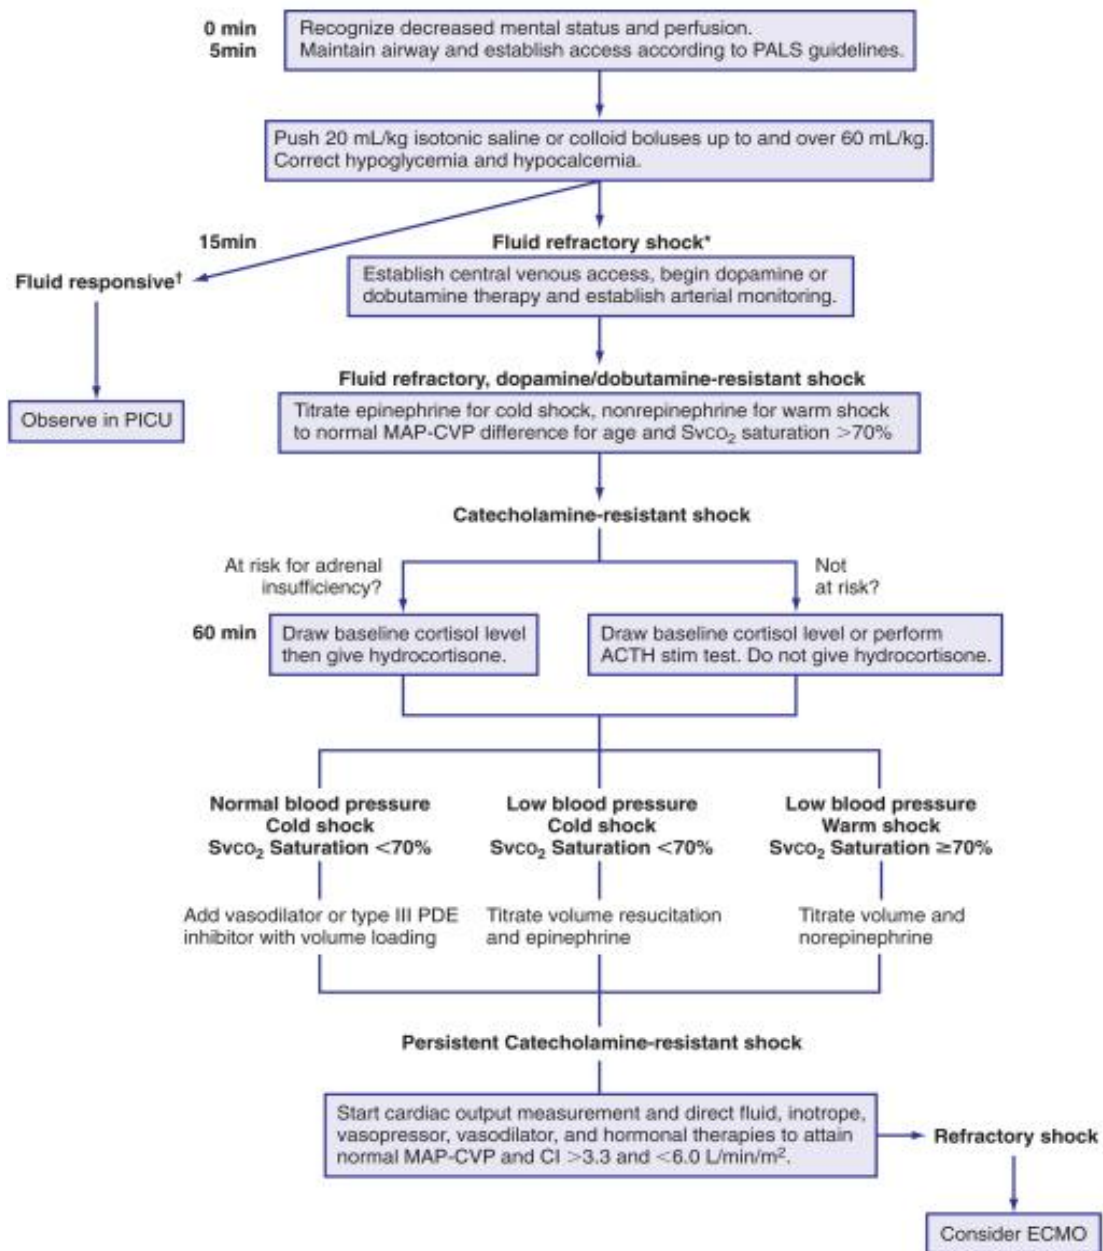 0 min
5min
Recognize decreased mental status and perfusion.
Maintain airway and establish access according to PALS guidelines.
Push 20 mL/kg isotonic saline or colloid boluses up to and over 60 mL/kg.
Correct hypoglycemia and hypocalcemia.
15min
Fluid responsive†
Observe in PICU
Fluid refractory shock*
Establish central venous access, begin dopamine or
dobutamine therapy and establish arterial monitoring.
Fluid refractory, dopamine/dobutamine-resistant shock
Titrate epinephrine for cold shock, nonrepinephrine for warm shock
to normal MAP-CVP difference for age and Svco₂ saturation >70%
Catecholamine-resistant shock
At risk for adrenal
insufficiency?
Not
at risk?
60 min
Draw baseline cortisol level
then give hydrocortisone.
Draw baseline cortisol level or perform
ACTH stim test. Do not give hydrocortisone.
Normal blood pressure
Cold shock
Svco₂ Saturation <70%
Add vasodilator or type III PDE
inhibitor with volume loading
Low blood pressure
Cold shock
Svco₂ Saturation <70%
Titrate volume resucitation
and epinephrine
Low blood pressure
Warm shock
Svco₂ Saturation ≥70%
Titrate volume and
norepinephrine
Persistent Catecholamine-resistant shock
Start cardiac output measurement and direct fluid, inotrope,
vasopressor, vasodilator, and hormonal therapies to attain
normal MAP-CVP and CI >3.3 and <6.0 L/min/m².
Refractory shock
Consider ECMO